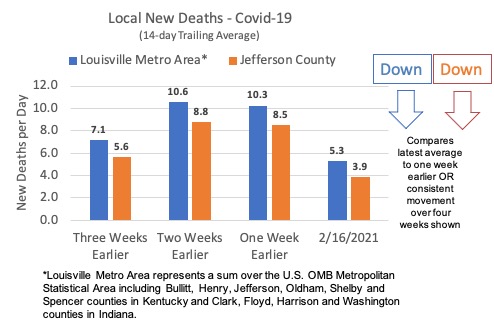 Local New Deaths - Covid-19
(14-day Trailing Average)
Louisville Metro Area* Jefferson County
Down Down
New Deaths per Day
12.0
10.0
8.0
6.0
4.0
2.0
0.0
7.1 5.6
10.6 8.8
10.3 8.5
5.3 3.9
Three Weeks
Earlier
Two Weeks
Earlier
One Week
Earlier
2/16/2021
Compares
latest average
to one week
earlier OR
consistent
movement
over four
weeks shown
*Louisville Metro Area represents a sum over the U.S. OMB Metropolitan
Statistical Area including Bullitt, Henry, Jefferson, Oldham, Shelby and
Spencer counties in Kentucky and Clark, Floyd, Harrison and Washington
counties in Indiana.